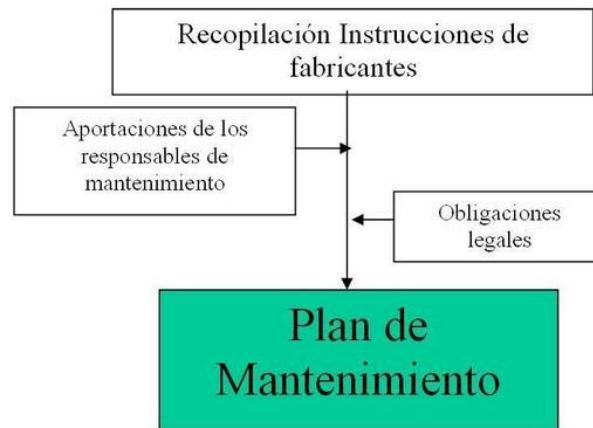 Recopilación Instrucciones de
fabricantes
Aportaciones de los
responsables de
mantenimiento
Obligaciones
legales
Plan de
Mantenimiento